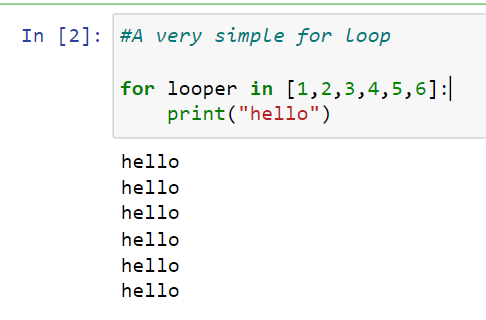 In [2]: #A very simple for loop
for looper in [1,2,3,4,5,6]:
print("hello")
hello
hello
hello
hello
hello
hello